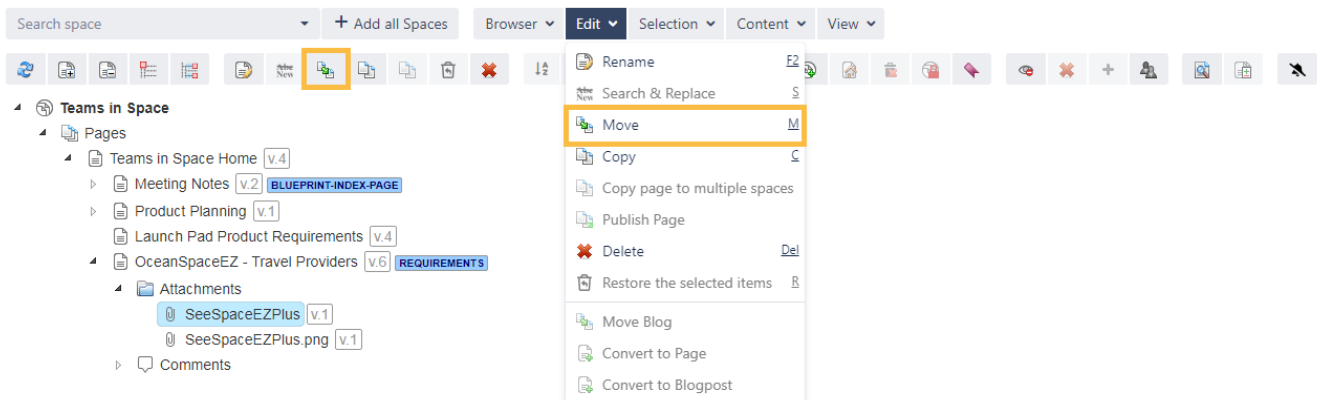 Search space
+ Add all Spaces
Browser
Edit
Selection
Content
View
Rename F2
Search & Replace S
Move M
Copy C
Copy page to multiple spaces
Publish Page
Delete Del
Restore the selected items R
Move Blog
Convert to Page
Convert to Blogpost
Teams in Space
Pages
Teams in Space Home v.4
Meeting Notes v.2 BLUEPRINT-INDEX-PAGE
Product Planning v.1
Launch Pad Product Requirements v.4
OceanSpaceEZ - Travel Providers v.6 REQUIREMENTS
Attachments
SeeSpaceEZPlus v.1
SeeSpaceEZPlus.png v.1
Comments